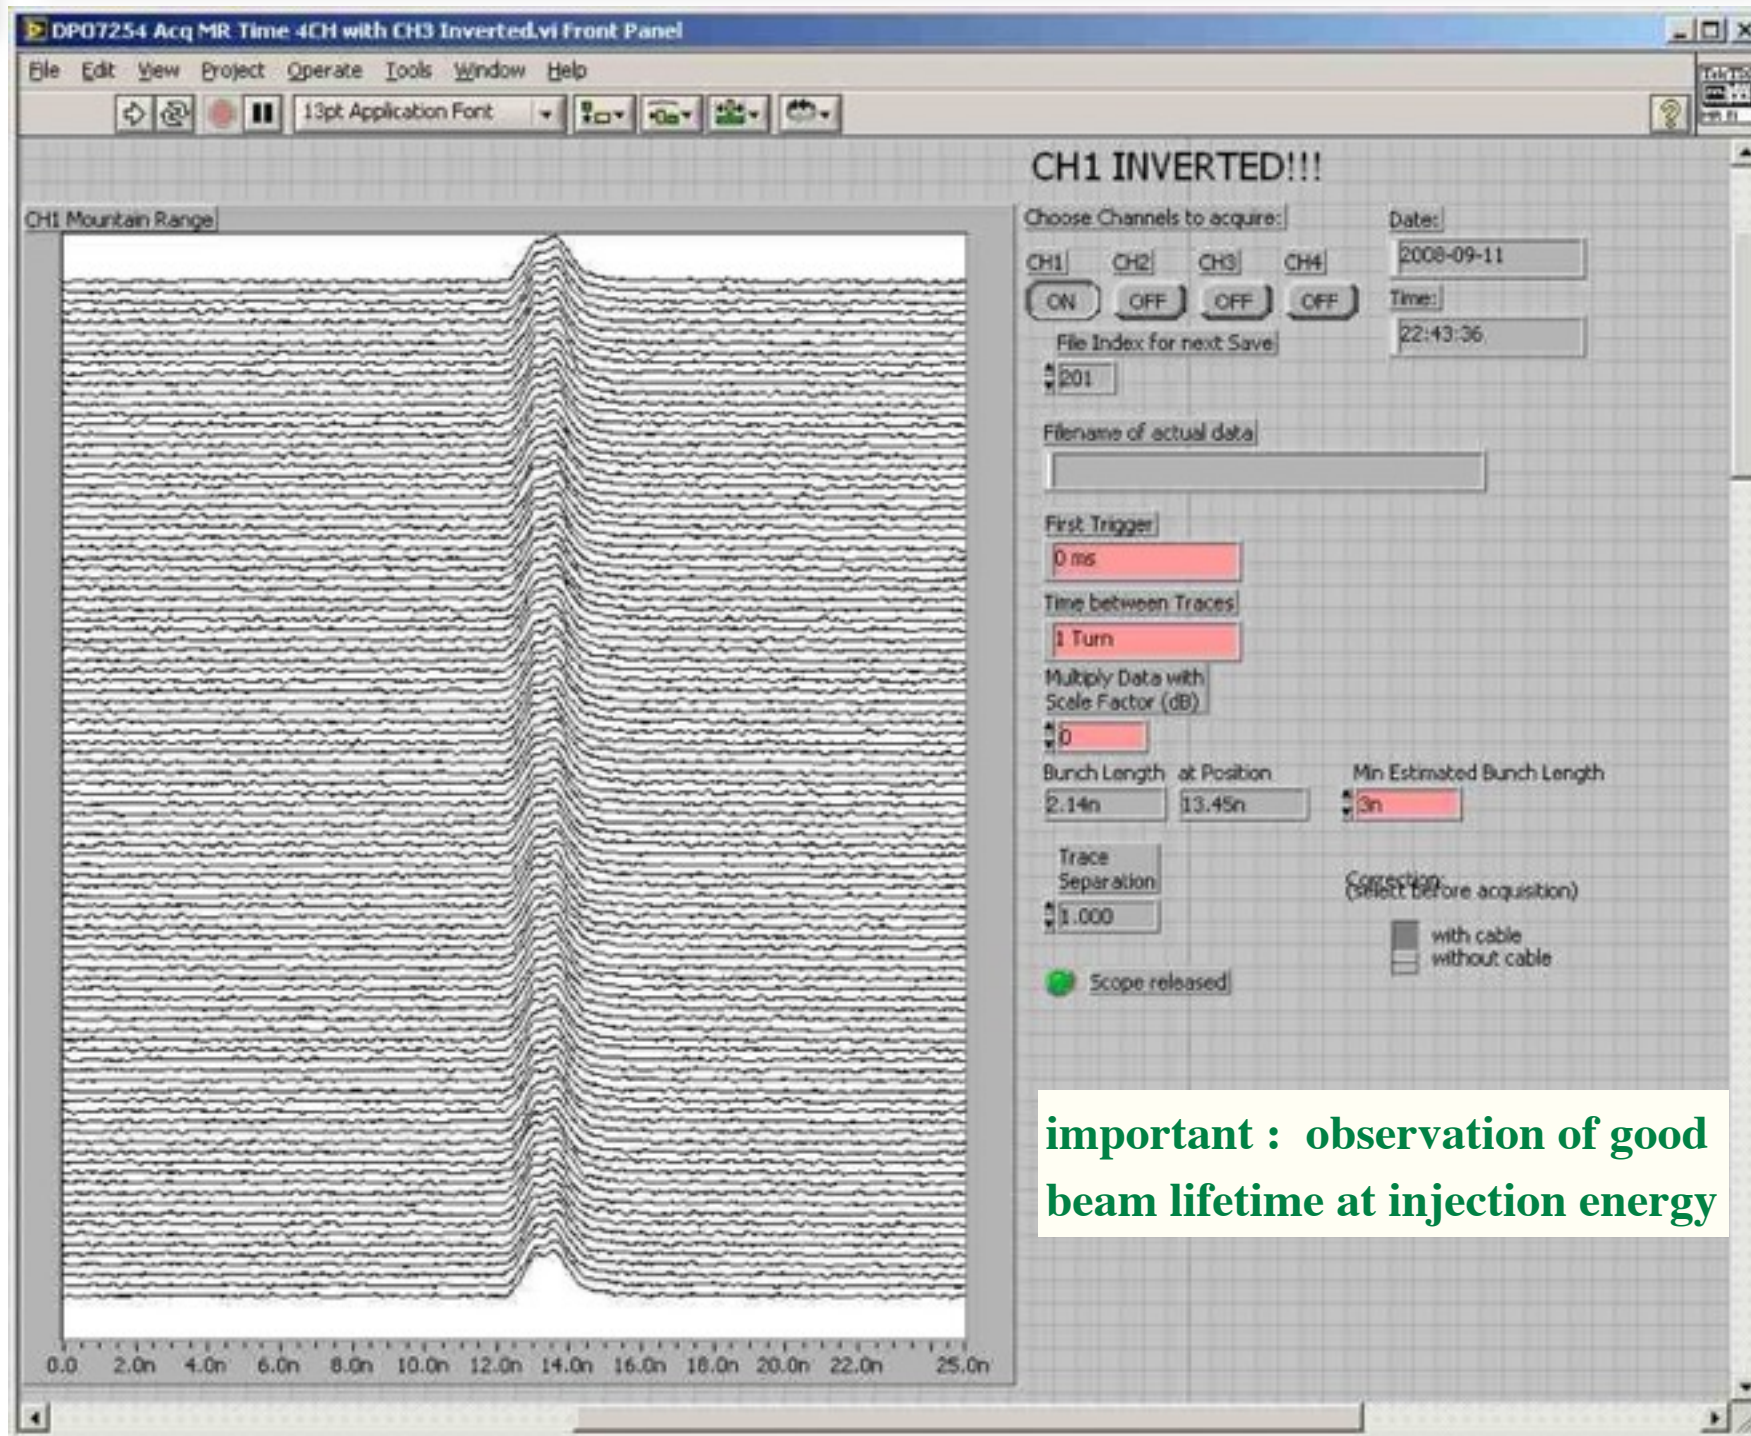 DPO7254 Acq MR Time 4CH with CH3 Inverted.vi Front Panel
File Edit View Project Operate Tools Window Help
13pt Application Font
CH1 INVERTED!!!
CH1 Mountain Range
Choose Channels to acquire:
Date:
2008-09-11
CH1 CH2 CH3 CH4
ON OFF OFF OFF
Time:
22:43:36
File Index for next Save
201
Filename of actual data
First Trigger
0 ms
Time between Traces
1 Turn
Multiply Data with
Scale Factor (dB)
0
Bunch Length at Position Min Estimated Bunch Length
2.14n 13.45n 3n
Trace
Separation
1.000
Correction:
(select before acquisition)
with cable
without cable
Scope released
important : observation of good
beam lifetime at injection energy
0.0 2.0n 4.0n 6.0n 8.0n 10.0n 12.0n 14.0n 16.0n 18.0n 20.0n 22.0n 25.0n